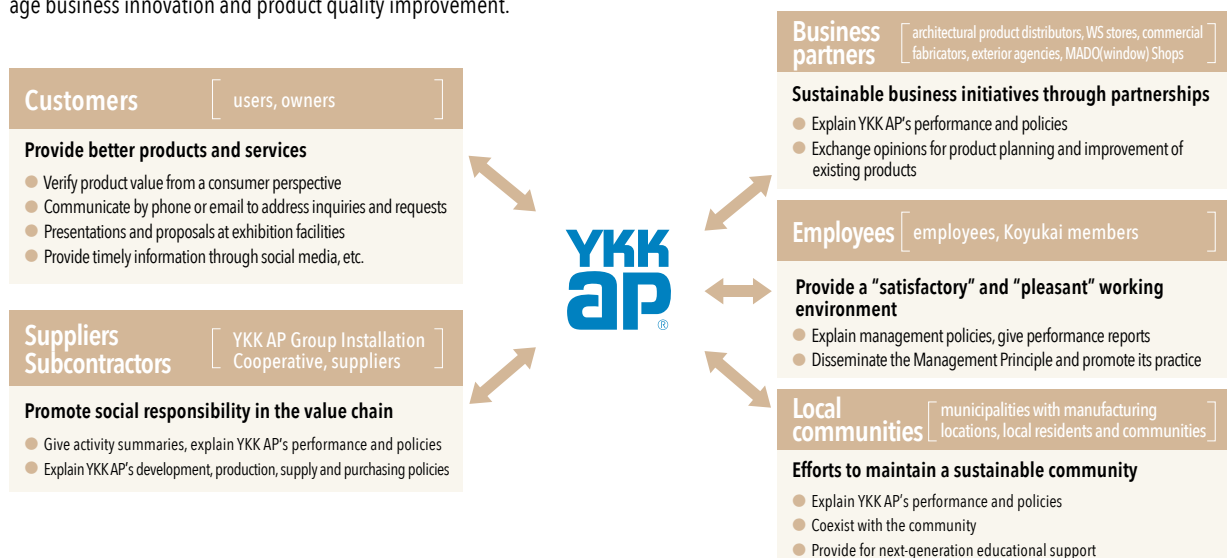 age business innovation and product quality improvement.
Customers
users, owners
Provide better products and services
Verify product value from a consumer perspective
Communicate by phone or email to address inquiries and requests
Presentations and proposals at exhibition facilities
Provide timely information through social media, etc.
Suppliers
Subcontractors
YKK AP Group Installation
Cooperative, suppliers
Promote social responsibility in the value chain
Give activity summaries, explain YKK AP's performance and policies
Explain YKK AP's development, production, supply and purchasing policies
YKK
ap®
Business
partners
architectural product distributors, WS stores, commercial
fabricators, exterior agencies, MADO(window) Shops
Sustainable business initiatives through partnerships
Explain YKK AP's performance and policies
Exchange opinions for product planning and improvement of
existing products
Employees
employees, Koyukai members
Provide a "satisfactory" and "pleasant" working
environment
Explain management policies, give performance reports
Disseminate the Management Principle and promote its practice
Local
communities
municipalities with manufacturing
locations, local residents and communities
Efforts to maintain a sustainable community
Explain YKK AP's performance and policies
Coexist with the community
Provide for next-generation educational support